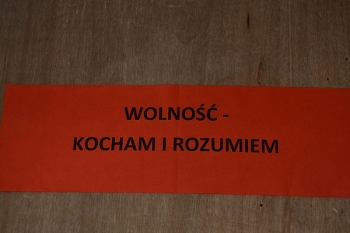 WOLNOŚĆ -
KOCHAM I ROZUMIEM